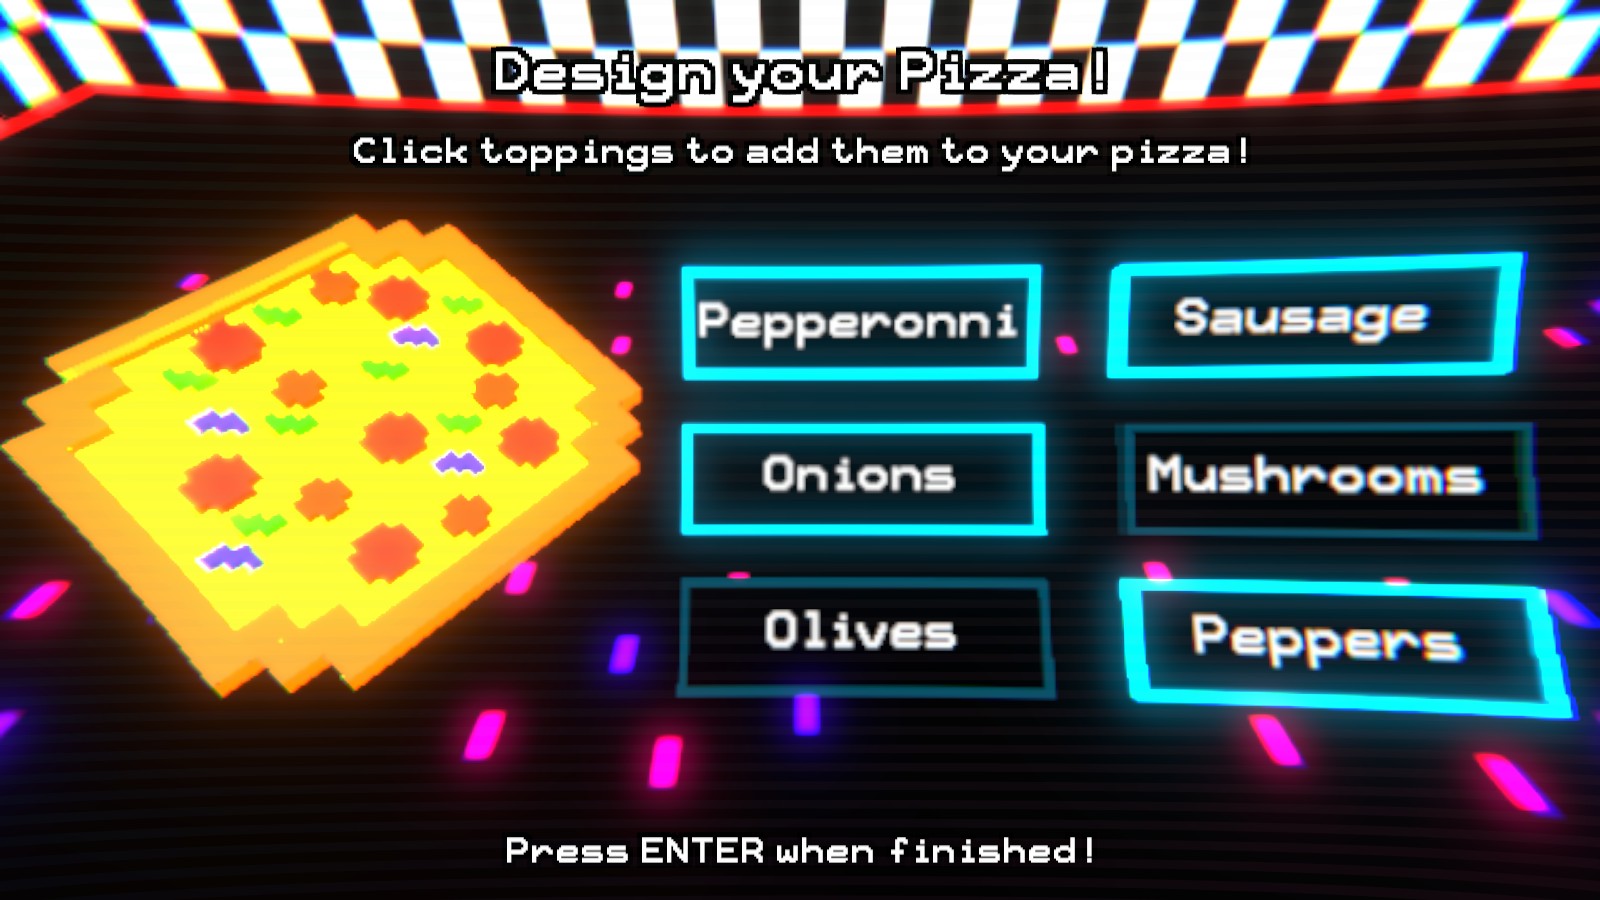 Design your Pizza!
Click toppings to add them to your pizza!
Pepperonni
Sausage
Onions
Mushrooms
Olives
Peppers
Press ENTER when finished!